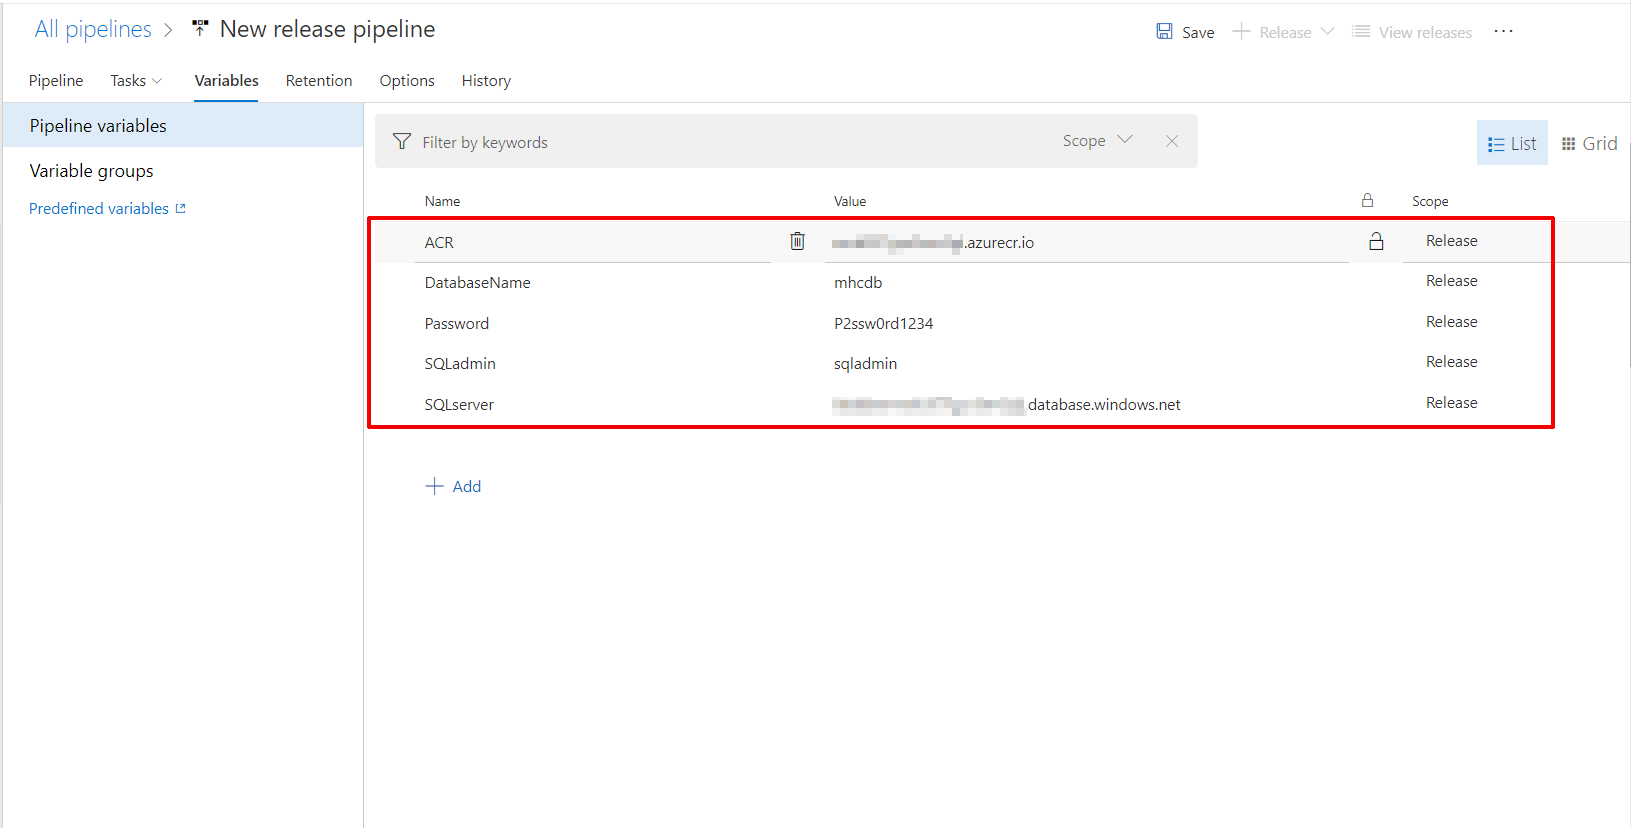 All pipelines > New release pipeline
Save Release View releases ...
Pipeline Tasks Variables Retention Options History
Pipeline variables
Variable groups
Predefined variables
Filter by keywords Scope
List Grid
Name Value Scope
ACR .azurecr.io Release
DatabaseName mhcdb Release
Password P2ssw0rd1234 Release
SQLadmin sqladmin Release
SQLserver .database.windows.net Release
+ Add